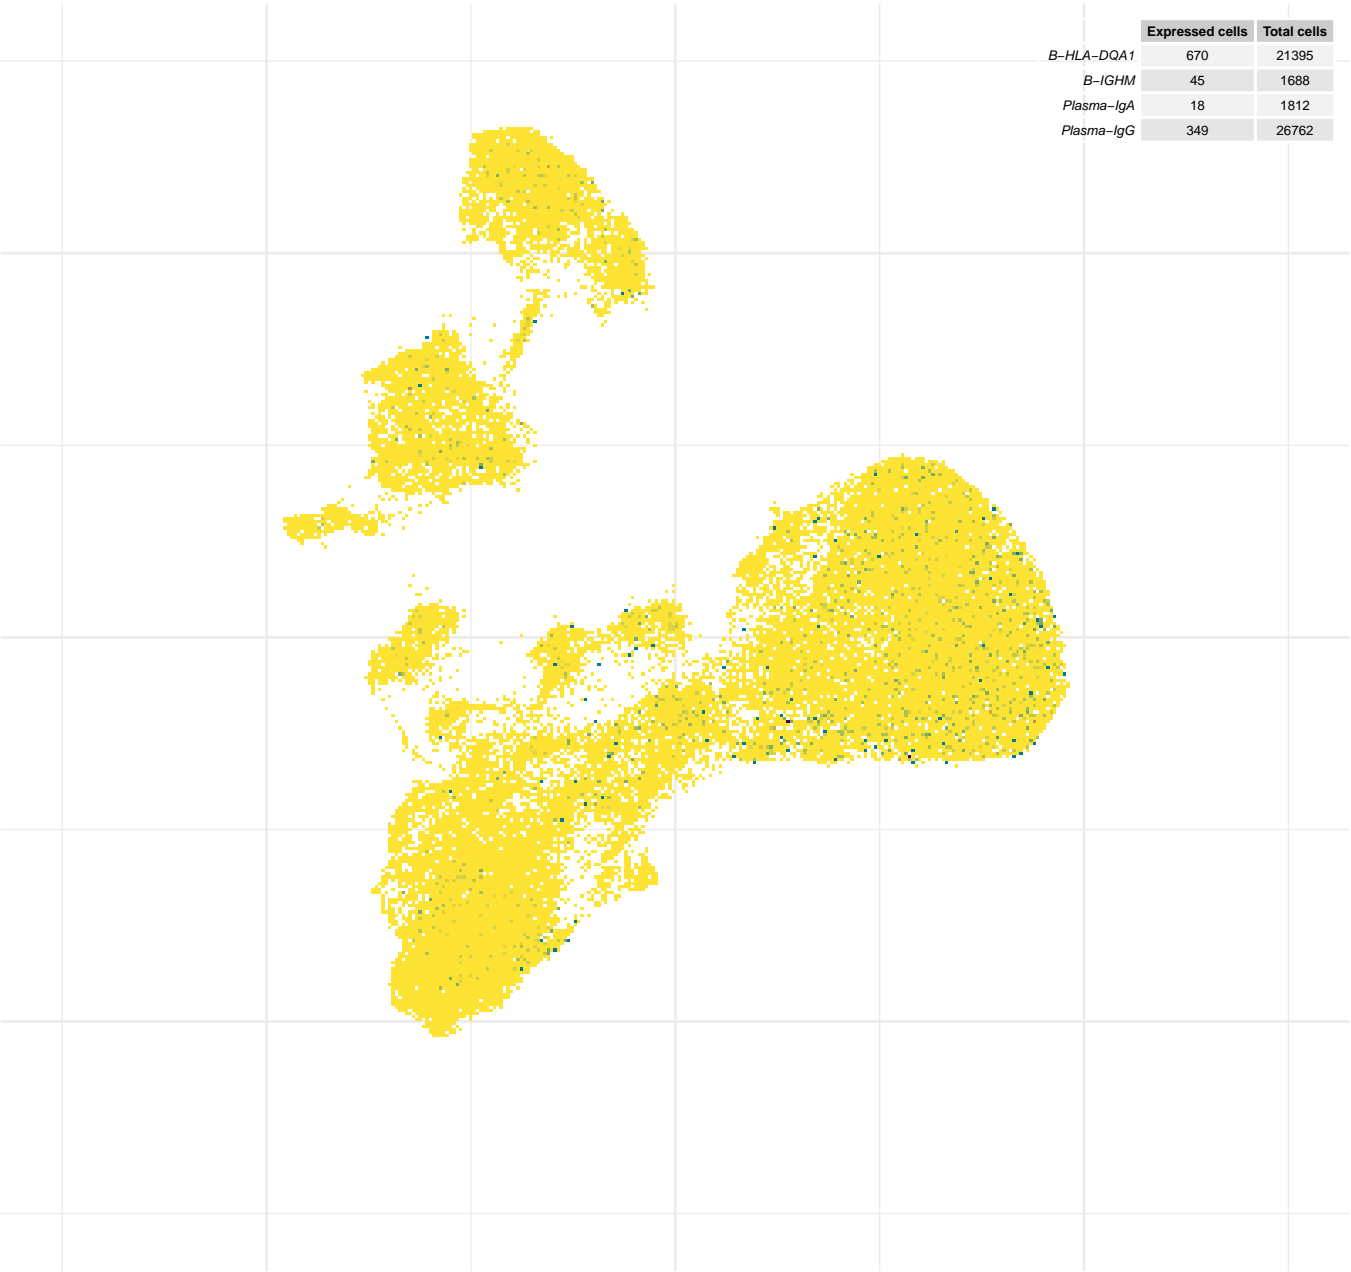 Expressed cells Total cells
B−HLA−DQA1 670 21395
B−IGHM 45 1688
Plasma−IgA 18 1812
Plasma−IgG 349 26762